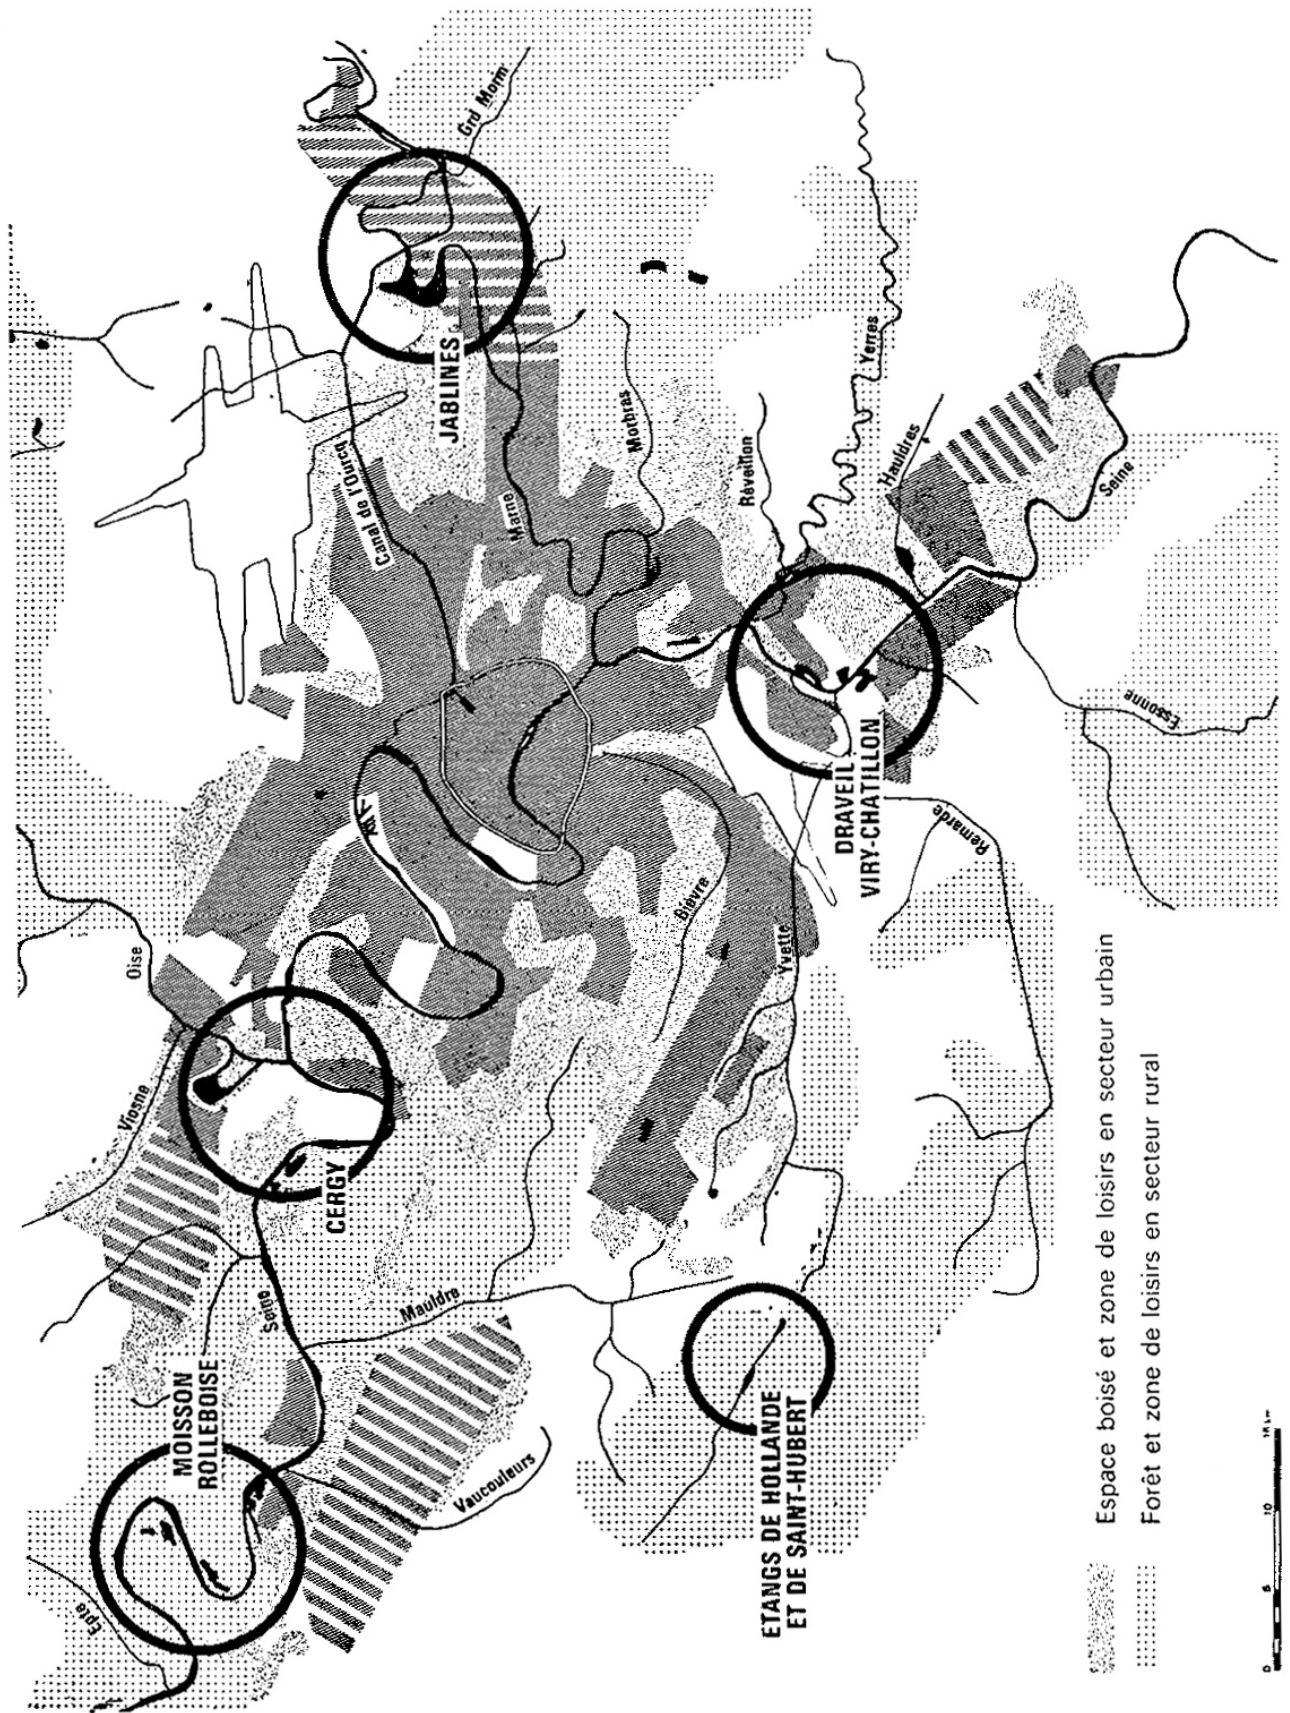 Epte
Viosne
Oise
MOISSON
ROLLEBOISE
Seine
CERGY
Canal de l'Ourcq
JABLINES
Grd Morin
Mauldre
Vaucouleurs
Marne
Morbras
Bièvre
Réveillon
Yvette
ETANGS DE HOLLANDE
ET DE SAINT-HUBERT
DRAVEIL
VIRY-CHATILLON
Yerres
Hauldres
Remarde
Seine
Essonne
Espace boisé et zone de loisirs en secteur urbain
Forêt et zone de loisirs en secteur rural
0 5 10